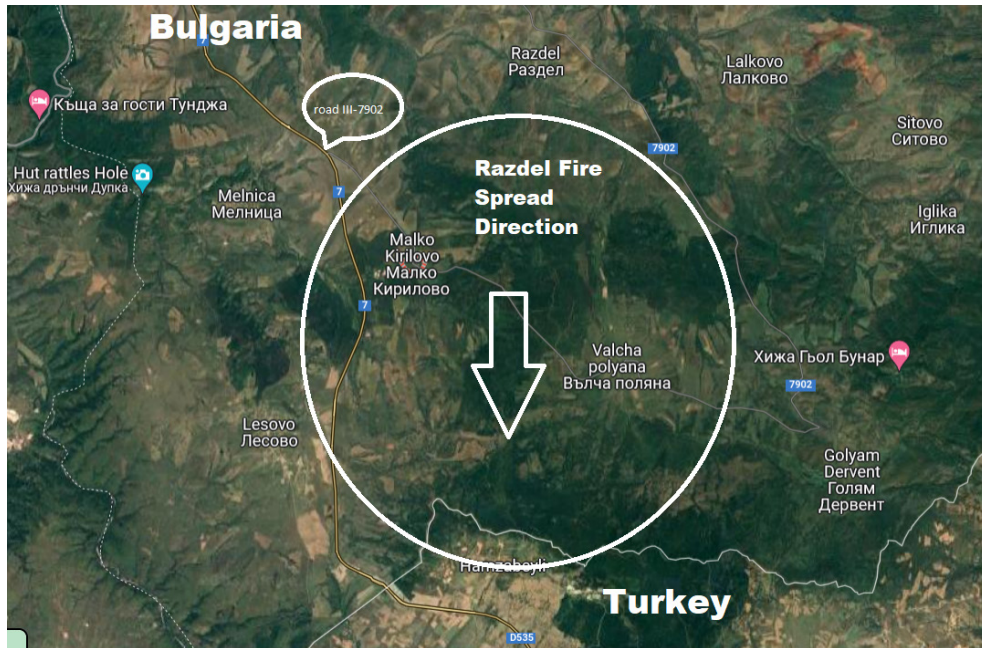 Bulgaria
7
Razdel
Раздел
Lalkovo
Лалково
Къща за гости Тунджа
road III-7902
Sitovo
Ситово
7902
Hut rattles Hole
Хижа дрънчи Дупка
Razdel Fire
Spread
Direction
Melnica
Мелница
7
Iglika
Иглика
Malko
Kirilovo
Малко
Кирилово
7
Valcha
polyana
Вълча поляна
Хижа Гьол Бунар
7902
Lesovo
Лесово
Golyam
Dervent
Голям
Дервент
Hamzabeyli
Turkey
D535